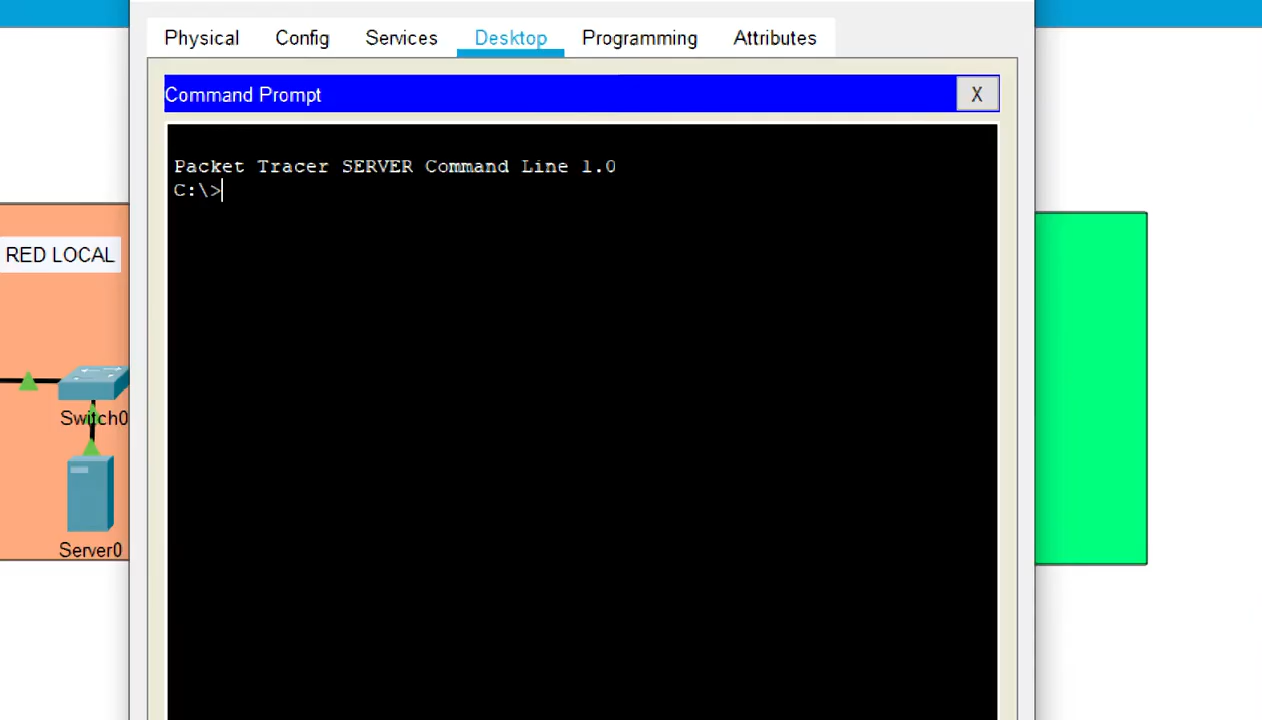 Physical Config Services Desktop Programming Attributes
Command Prompt X
Packet Tracer SERVER Command Line 1.0
C:\>
RED LOCAL
Switch0
Server0